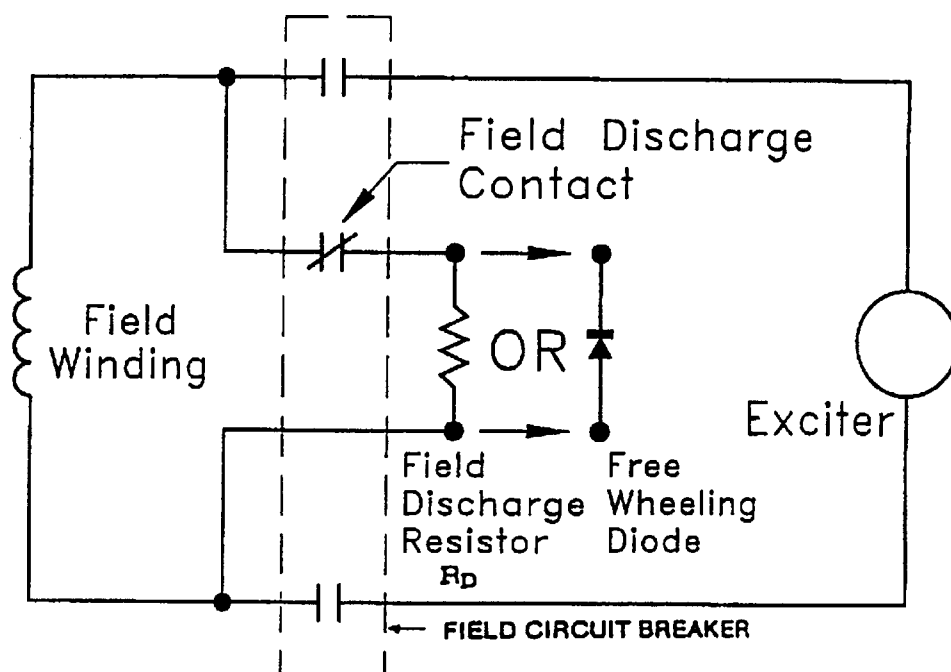 Field Discharge
Contact
Field
Winding
OR
Exciter
Field
Discharge
Resistor
RD
Free
Wheeling
Diode
FIELD CIRCUIT BREAKER